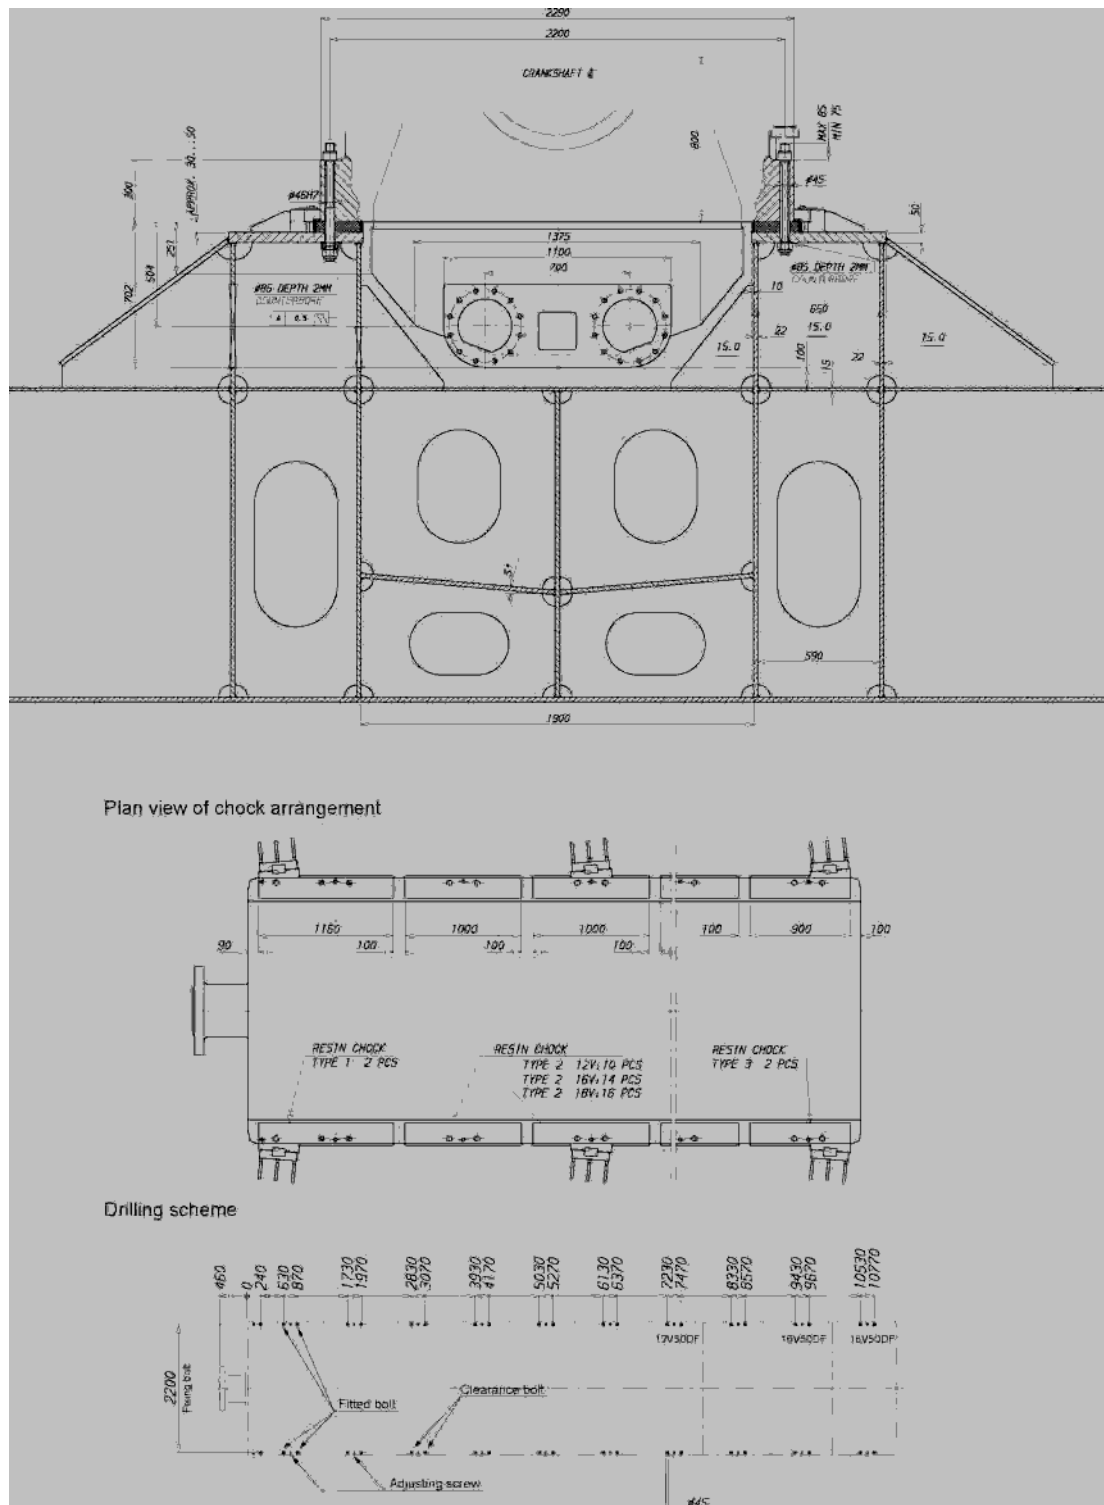 2290
2200
CRANKSHAFT ℄
MAX 85
MIN 75
800
APPROX. 30...50
300
Ø46H7
Ø45
50
251
504
702
1375
1100
700
Ø85 DEPTH 2MM
COUNTERBORE
Ø85 DEPTH 2MM
COUNTERBORE
10
650
15.0
22
15.0
15.0
100
15
22
590
1900
Plan view of chock arrangement
1150
1000
1000
100
900
90
100
100
100
100
RESIN CHOCK
TYPE 1 2 PCS
RESIN CHOCK
TYPE 2 12V:10 PCS
TYPE 2 16V:14 PCS
TYPE 2 18V:16 PCS
RESIN CHOCK
TYPE 3 2 PCS
Drilling scheme
460
0
240
630
870
1730
1970
2830
3070
3930
4170
5030
5270
6130
6370
7230
7470
8330
8570
9430
9670
10530
10770
2200
Fixing bolt
12V50DF
16V50DF
18V50DF
Fitted bolt
Clearance bolt
Adjusting screw
Ø45